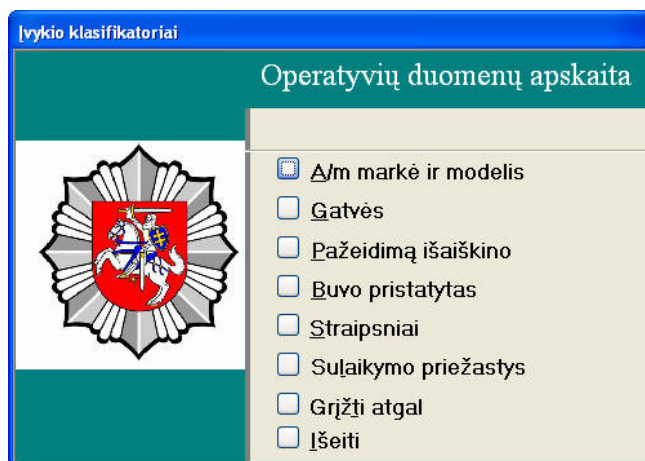 Įvykio klasifikatoriai
Operatyvių duomenų apskaita
A/m markė ir modelis
Gatvės
Pažeidimą išaiškino
Buvo pristatytas
Straipsniai
Sulaikymo priežastys
Grįžti atgal
Išeiti